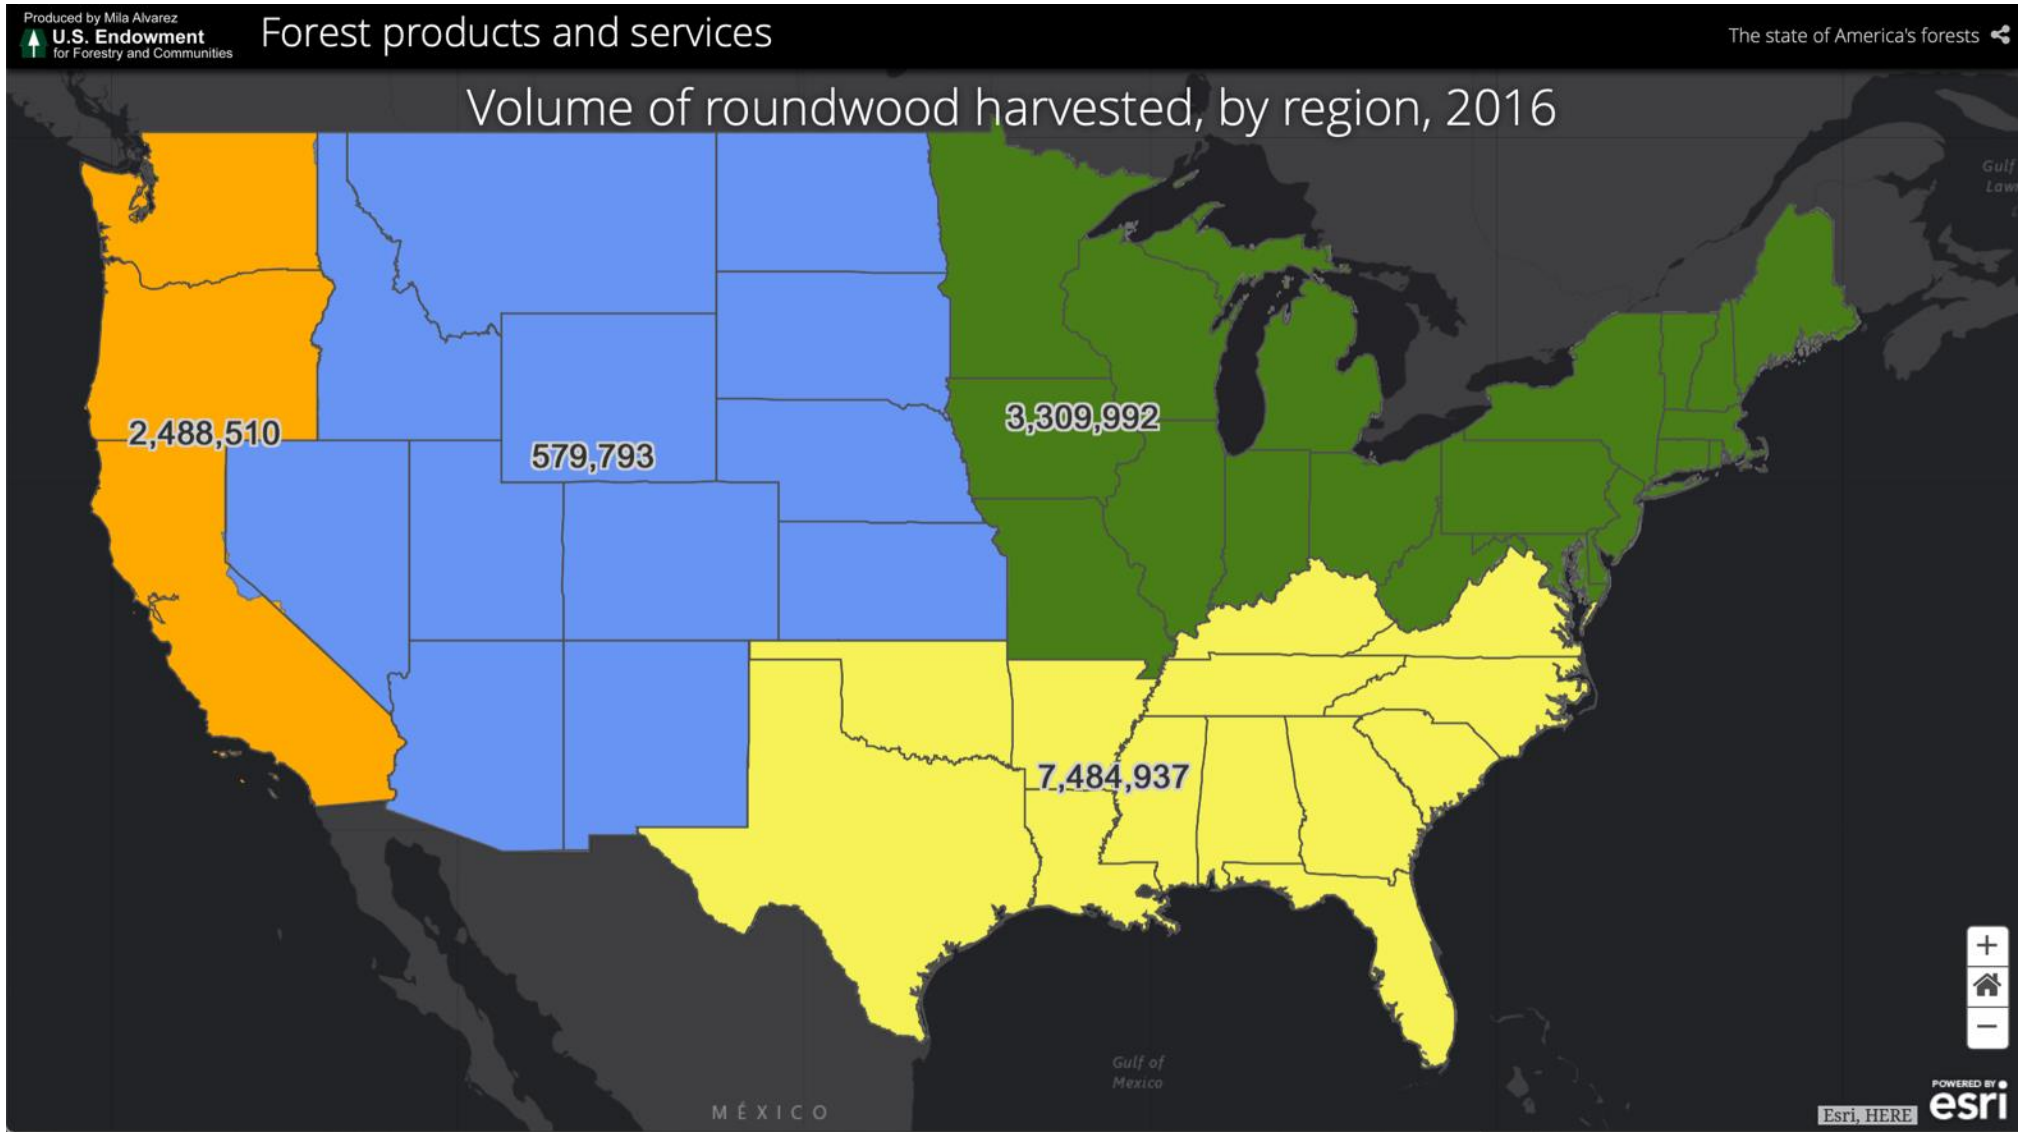 Produced by Mila Alvarez
U.S. Endowment
for Forestry and Communities
Forest products and services
The state of America's forests
Volume of roundwood harvested, by region, 2016
Gulf
Law
2,488,510
579,793
3,309,992
7,484,937
Gulf of
Mexico
MÉXICO
+
−
POWERED BY
esri
Esri, HERE